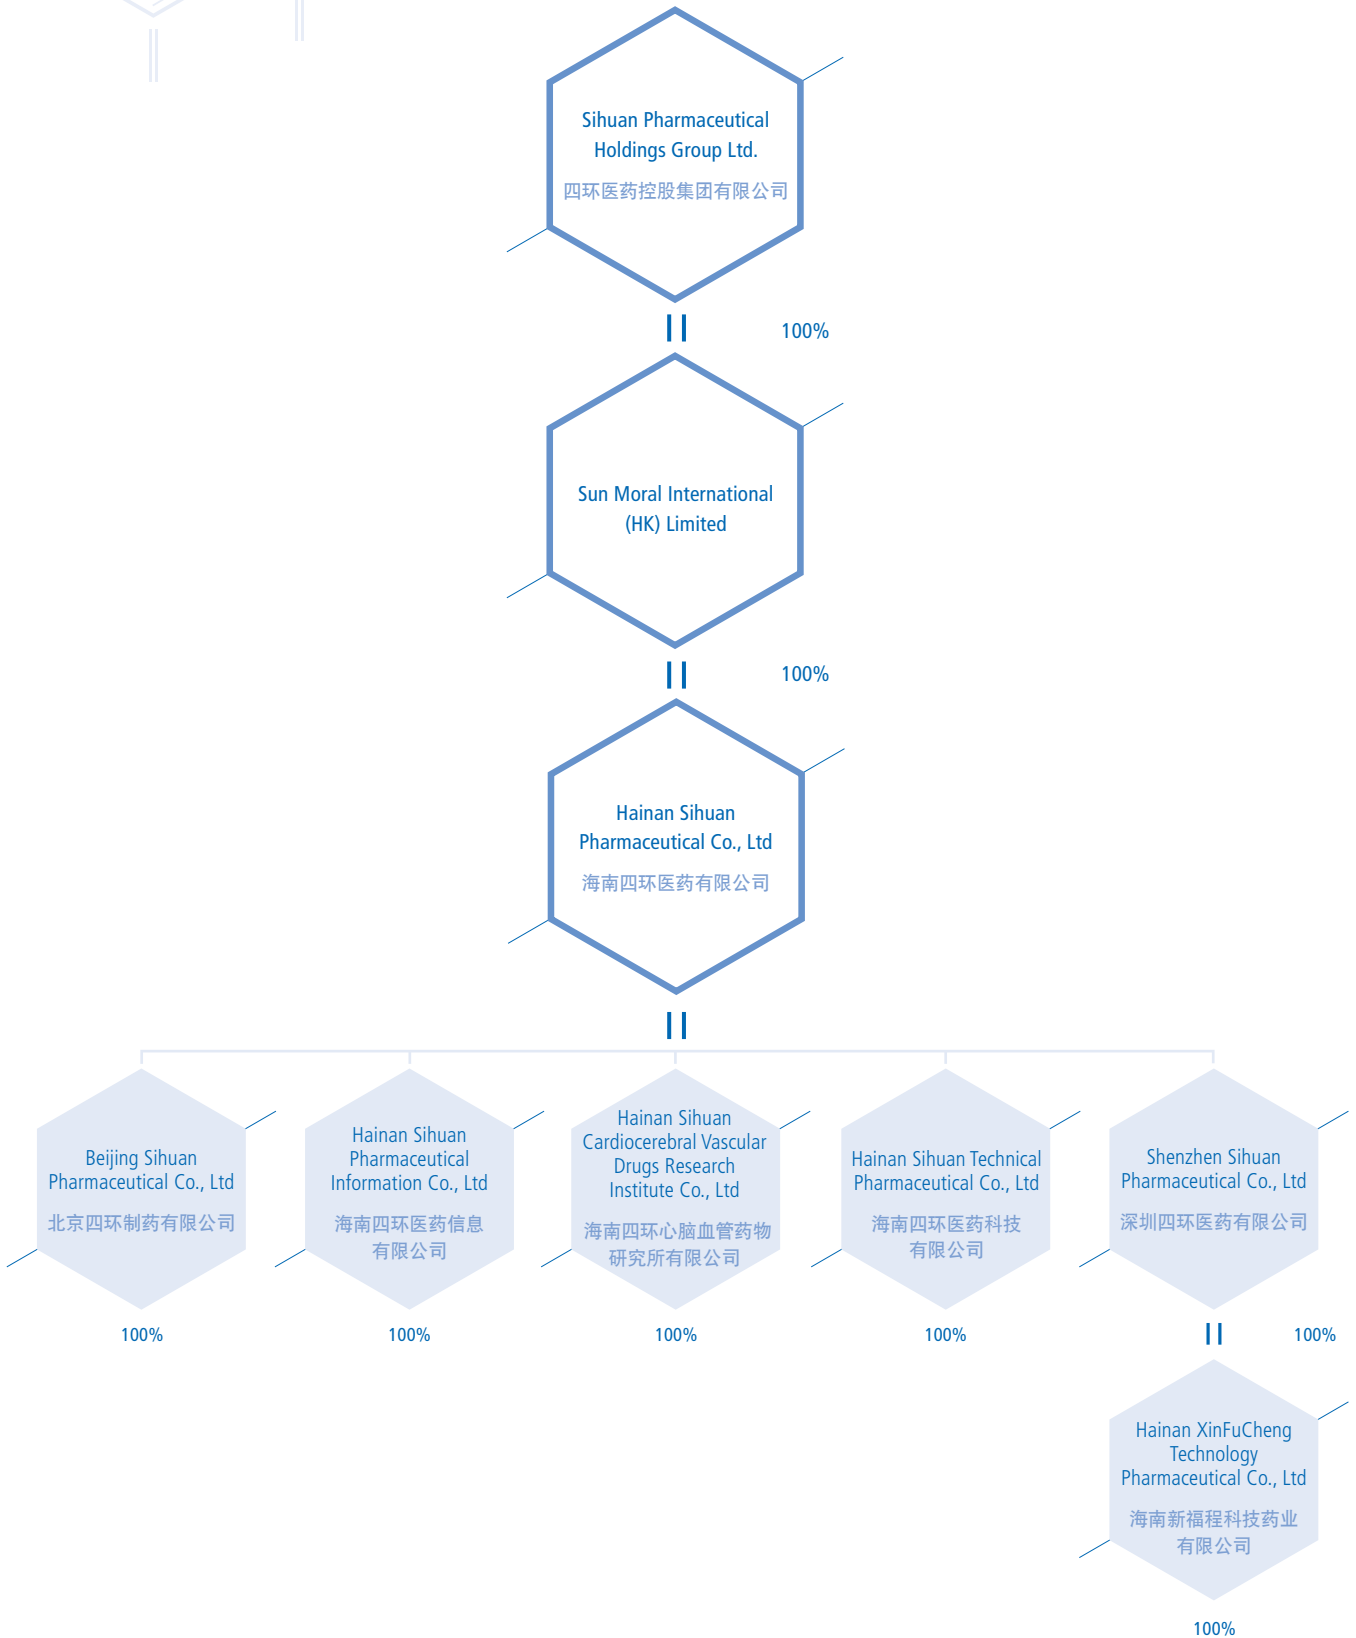 Sihuan Pharmaceutical
Holdings Group Ltd.
四环医药控股集团有限公司
100%
Sun Moral International
(HK) Limited
100%
Hainan Sihuan
Pharmaceutical Co., Ltd
海南四环医药有限公司
Beijing Sihuan
Pharmaceutical Co., Ltd
北京四环制药有限公司
100%
Hainan Sihuan
Pharmaceutical
Information Co., Ltd
海南四环医药信息
有限公司
100%
Hainan Sihuan
Cardiocerebral Vascular
Drugs Research
Institute Co., Ltd
海南四环心脑血管药物
研究所有限公司
100%
Hainan Sihuan Technical
Pharmaceutical Co., Ltd
海南四环医药科技
有限公司
100%
Shenzhen Sihuan
Pharmaceutical Co., Ltd
深圳四环医药有限公司
100%
Hainan XinFuCheng
Technology
Pharmaceutical Co., Ltd
海南新福程科技药业
有限公司
100%